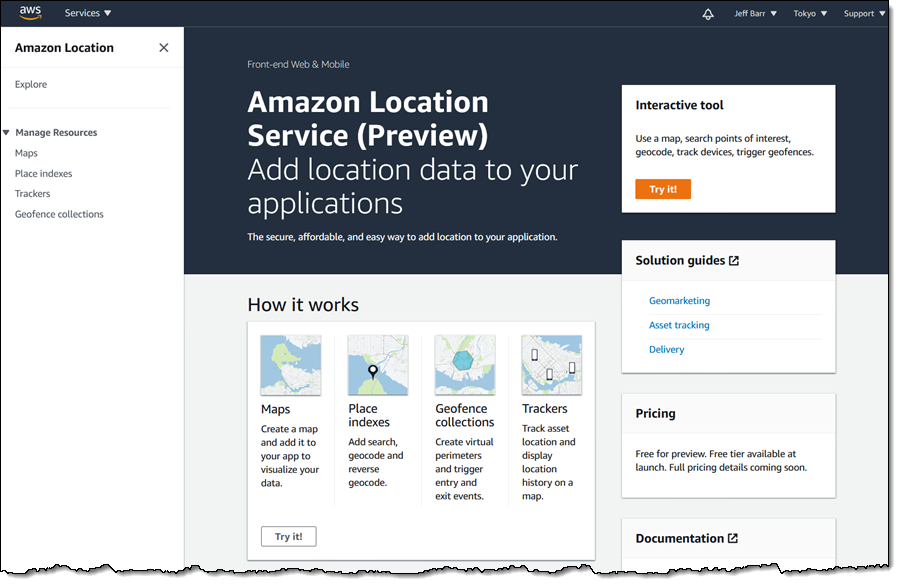 aws
Services
Jeff Barr
Tokyo
Support
Amazon Location
Explore
Manage Resources
Maps
Place indexes
Trackers
Geofence collections
Front-end Web & Mobile
Amazon Location
Service (Preview)
Add location data to your
applications
The secure, affordable, and easy way to add location to your application.
Interactive tool
Use a map, search points of interest,
geocode, track devices, trigger geofences.
Try it!
Solution guides
Geomarketing
Asset tracking
Delivery
How it works
Maps
Create a map
and add it to
your app to
visualize your
data.
Place
indexes
Add search,
geocode and
reverse
geocode.
Geofence
collections
Create virtual
perimeters
and trigger
entry and
exit events.
Trackers
Track asset
location and
display
location
history on a
map.
Try it!
Pricing
Free for preview. Free tier available at
launch. Full pricing details coming soon.
Documentation